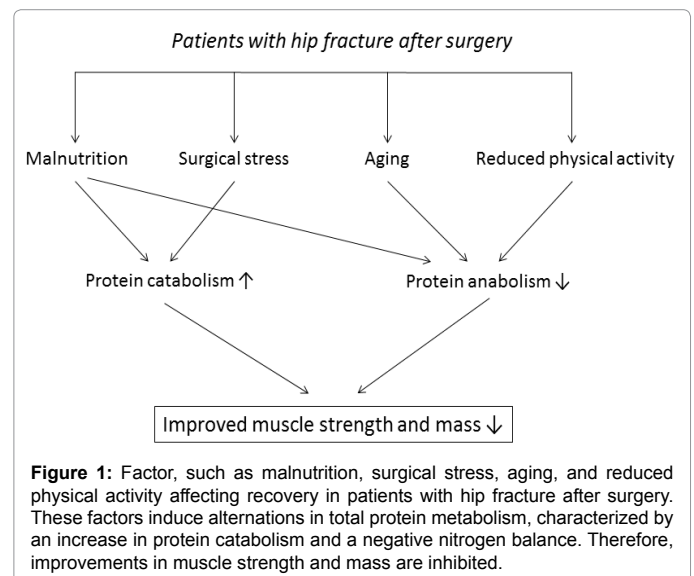 Patients with hip fracture after surgery
Malnutrition Surgical stress Aging Reduced physical activity
Protein catabolism ↑ Protein anabolism ↓
Improved muscle strength and mass ↓
Figure 1: Factor, such as malnutrition, surgical stress, aging, and reduced
physical activity affecting recovery in patients with hip fracture after surgery.
These factors induce alternations in total protein metabolism, characterized by
an increase in protein catabolism and a negative nitrogen balance. Therefore,
improvements in muscle strength and mass are inhibited.